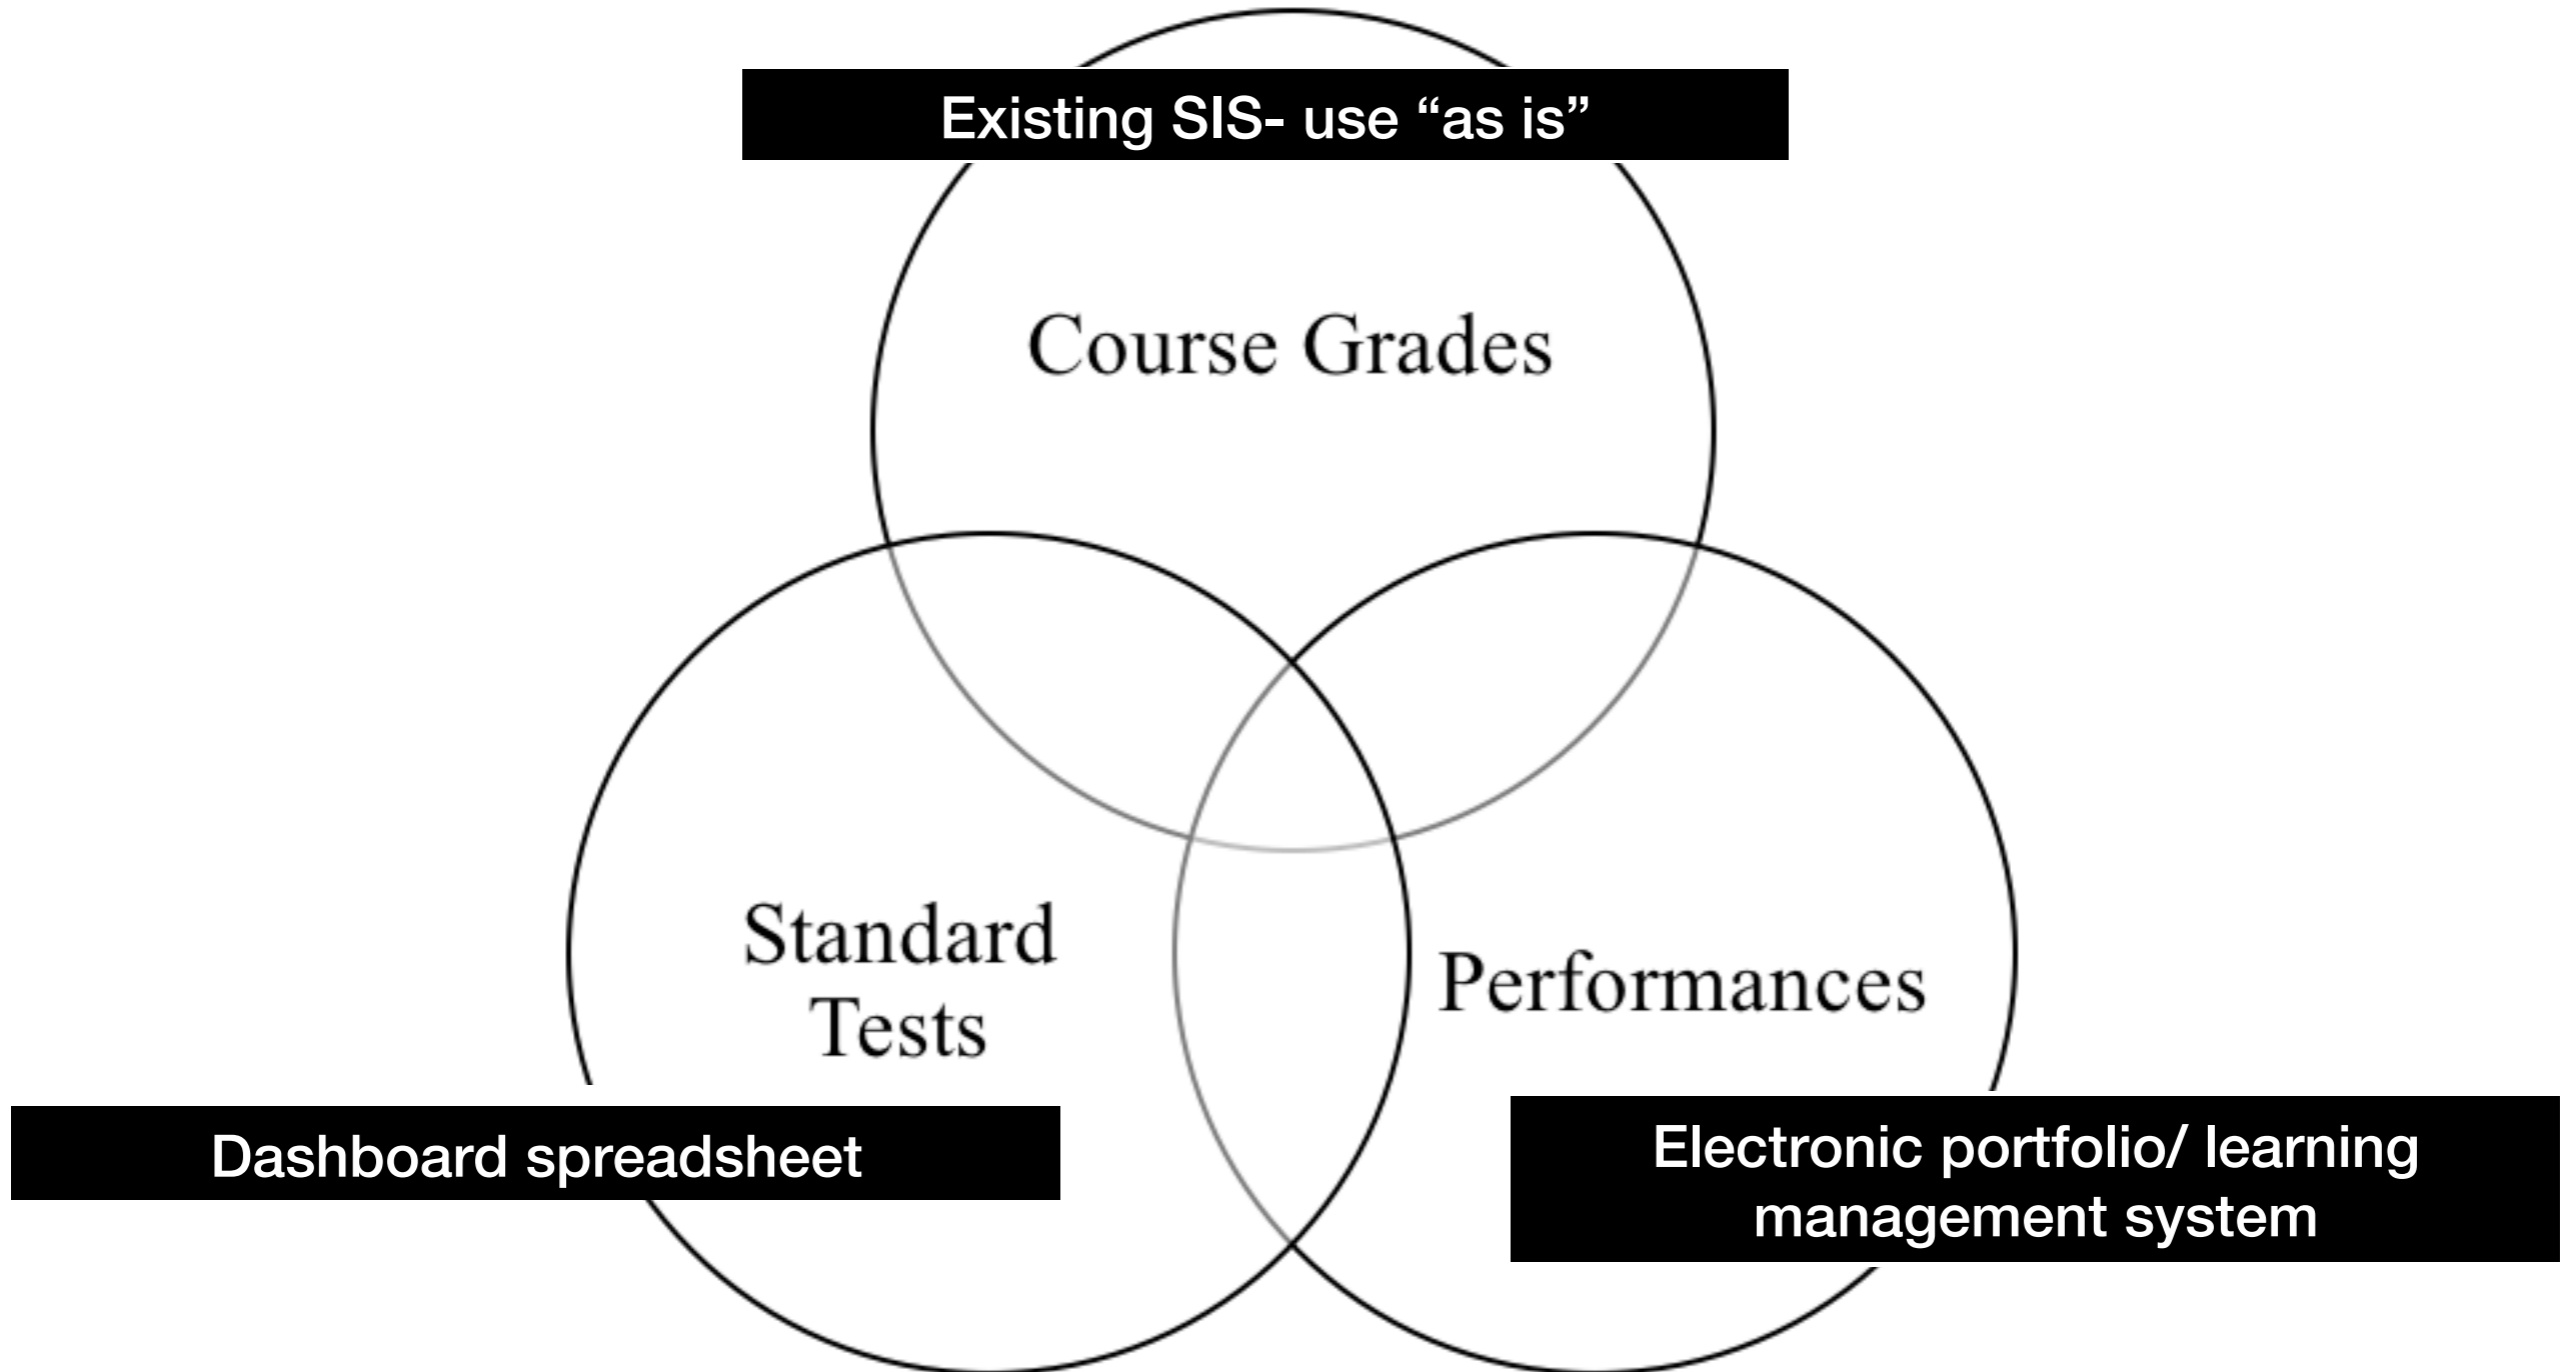 Existing SIS- use “as is”
Course Grades
Standard
Tests
Performances
Dashboard spreadsheet
Electronic portfolio/ learning
management system